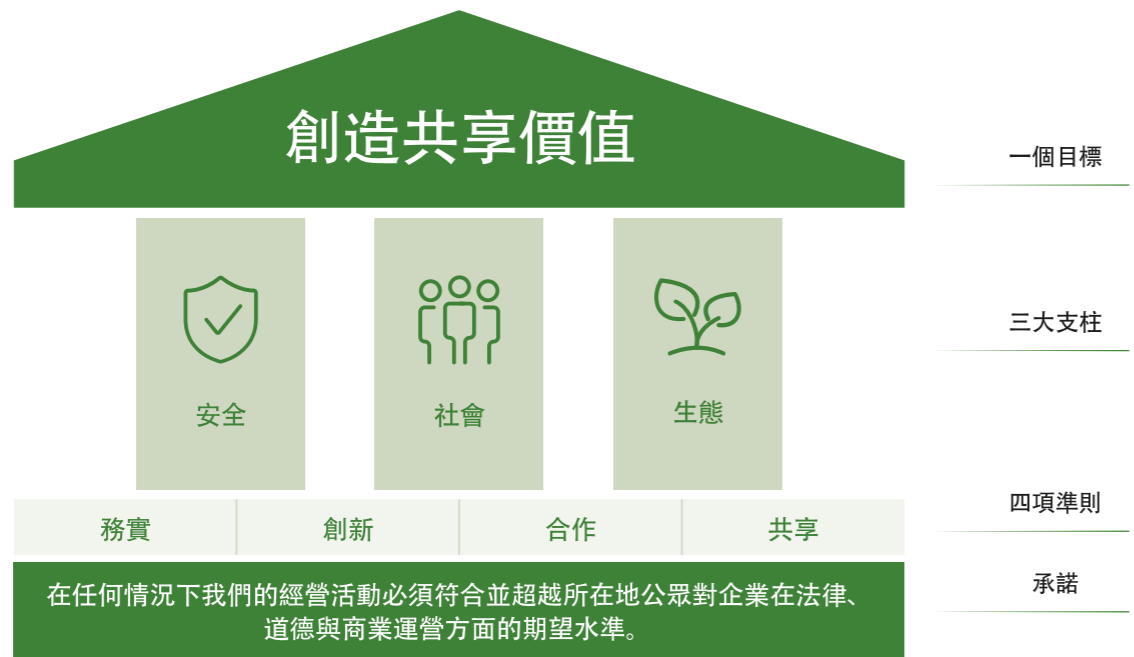 創造共享價值
一個目標
安全
社會
生態
三大支柱
務實
創新
合作
共享
四項準則
在任何情況下我們的經營活動必須符合並超越所在地公眾對企業在法律、
道德與商業運營方面的期望水準。
承諾